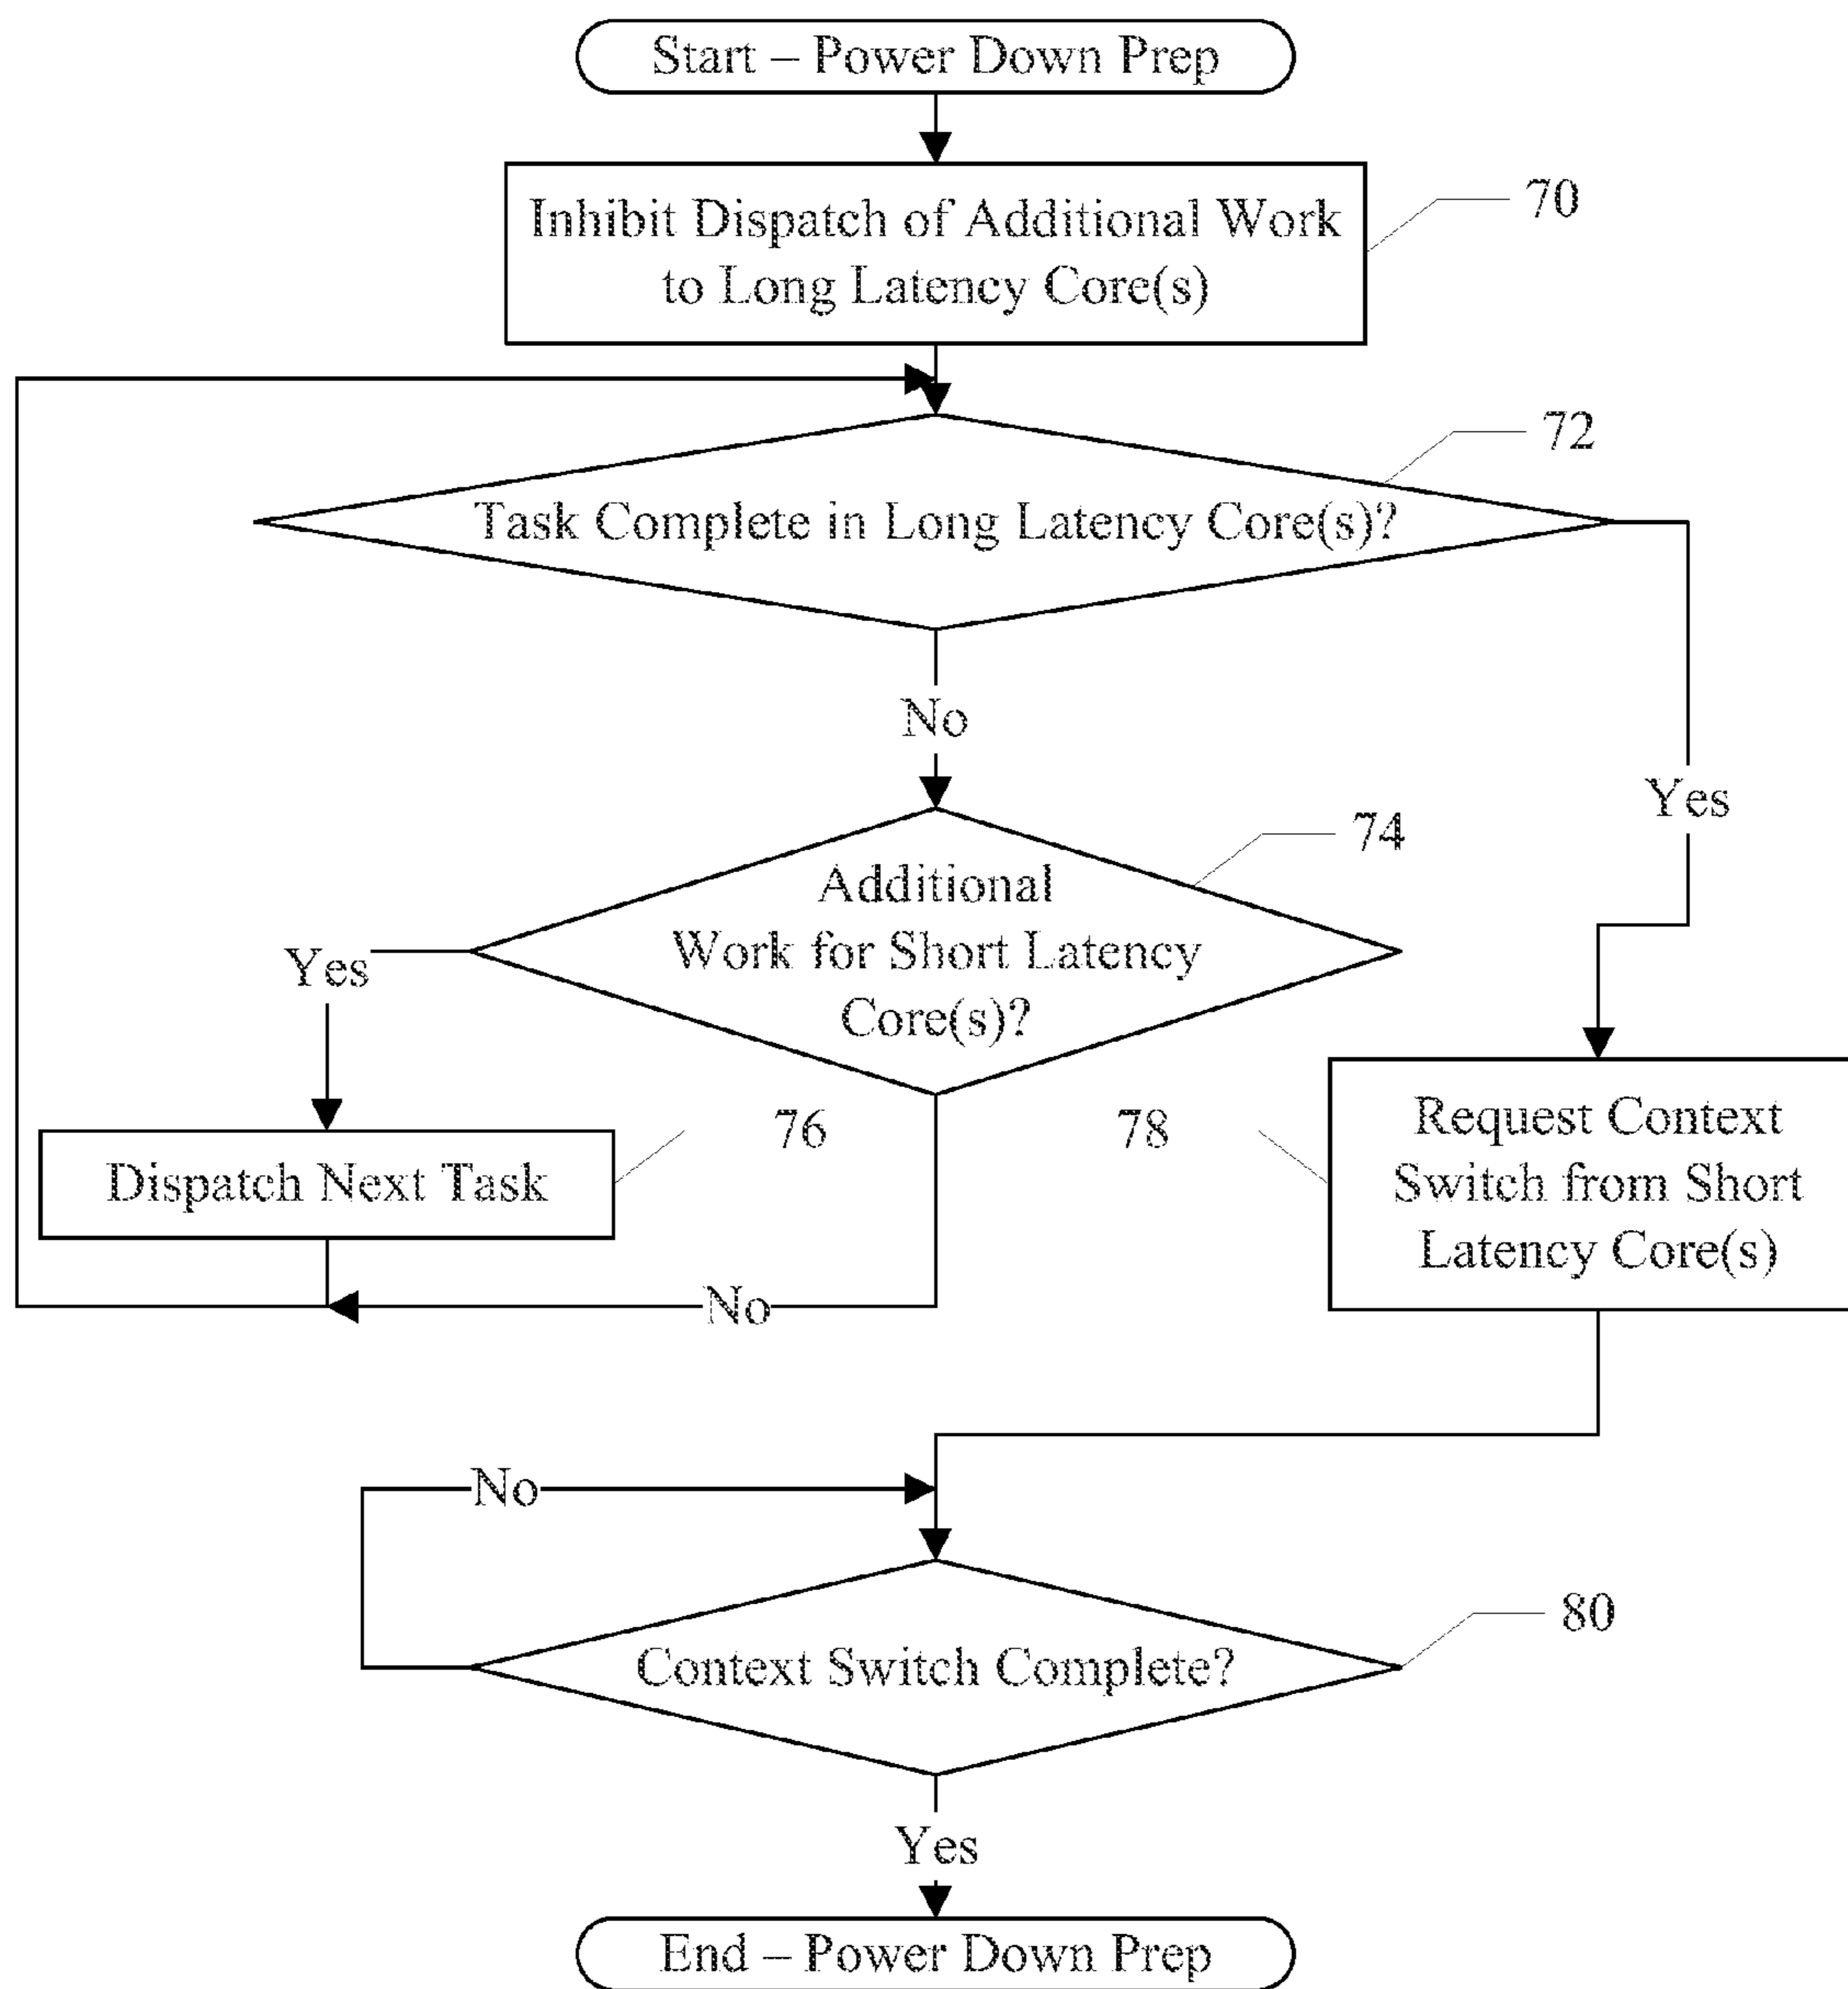 Start – Power Down Prep
Inhibit Dispatch of Additional Work
to Long Latency Core(s)
70
72
Task Complete in Long Latency Core(s)?
No
Yes
74
Additional
Work for Short Latency
Core(s)?
Yes
76
Dispatch Next Task
78
Request Context
Switch from Short
Latency Core(s)
No
No
80
Context Switch Complete?
Yes
End – Power Down Prep